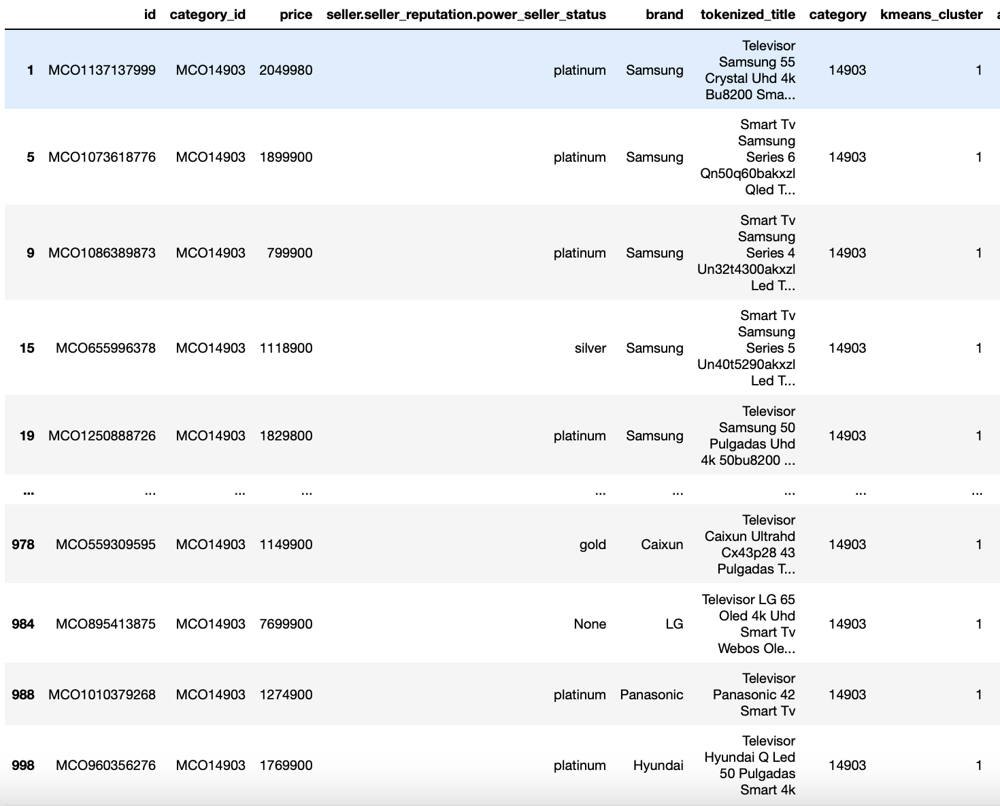 id category_id price seller.seller_reputation.power_seller_status brand tokenized_title category kmeans_cluster
1 MCO1137137999 MCO14903 2049980 platinum Samsung Televisor Samsung 55 Crystal Uhd 4k Bu8200 Sma... 14903 1
5 MCO1073618776 MCO14903 1899900 platinum Samsung Smart Tv Samsung Series 6 Qn50q60bakxzl Qled T... 14903 1
9 MCO1086389873 MCO14903 799900 platinum Samsung Smart Tv Samsung Series 4 Un32t4300akxzl Led T... 14903 1
15 MCO655996378 MCO14903 1118900 silver Samsung Smart Tv Samsung Series 5 Un40t5290akxzl Led T... 14903 1
19 MCO1250888726 MCO14903 1829800 platinum Samsung Televisor Samsung 50 Pulgadas Uhd 4k 50bu8200 ... 14903 1
... ... ... ... ... ... ... ... ...
978 MCO559309595 MCO14903 1149900 gold Caixun Televisor Caixun Ultrahd Cx43p28 43 Pulgadas T... 14903 1
984 MCO895413875 MCO14903 7699900 None LG Televisor LG 65 Oled 4k Uhd Smart Tv Webos Ole... 14903 1
988 MCO1010379268 MCO14903 1274900 platinum Panasonic Televisor Panasonic 42 Smart Tv 14903 1
998 MCO960356276 MCO14903 1769900 platinum Hyundai Televisor Hyundai Q Led 50 Pulgadas Smart 4k 14903 1